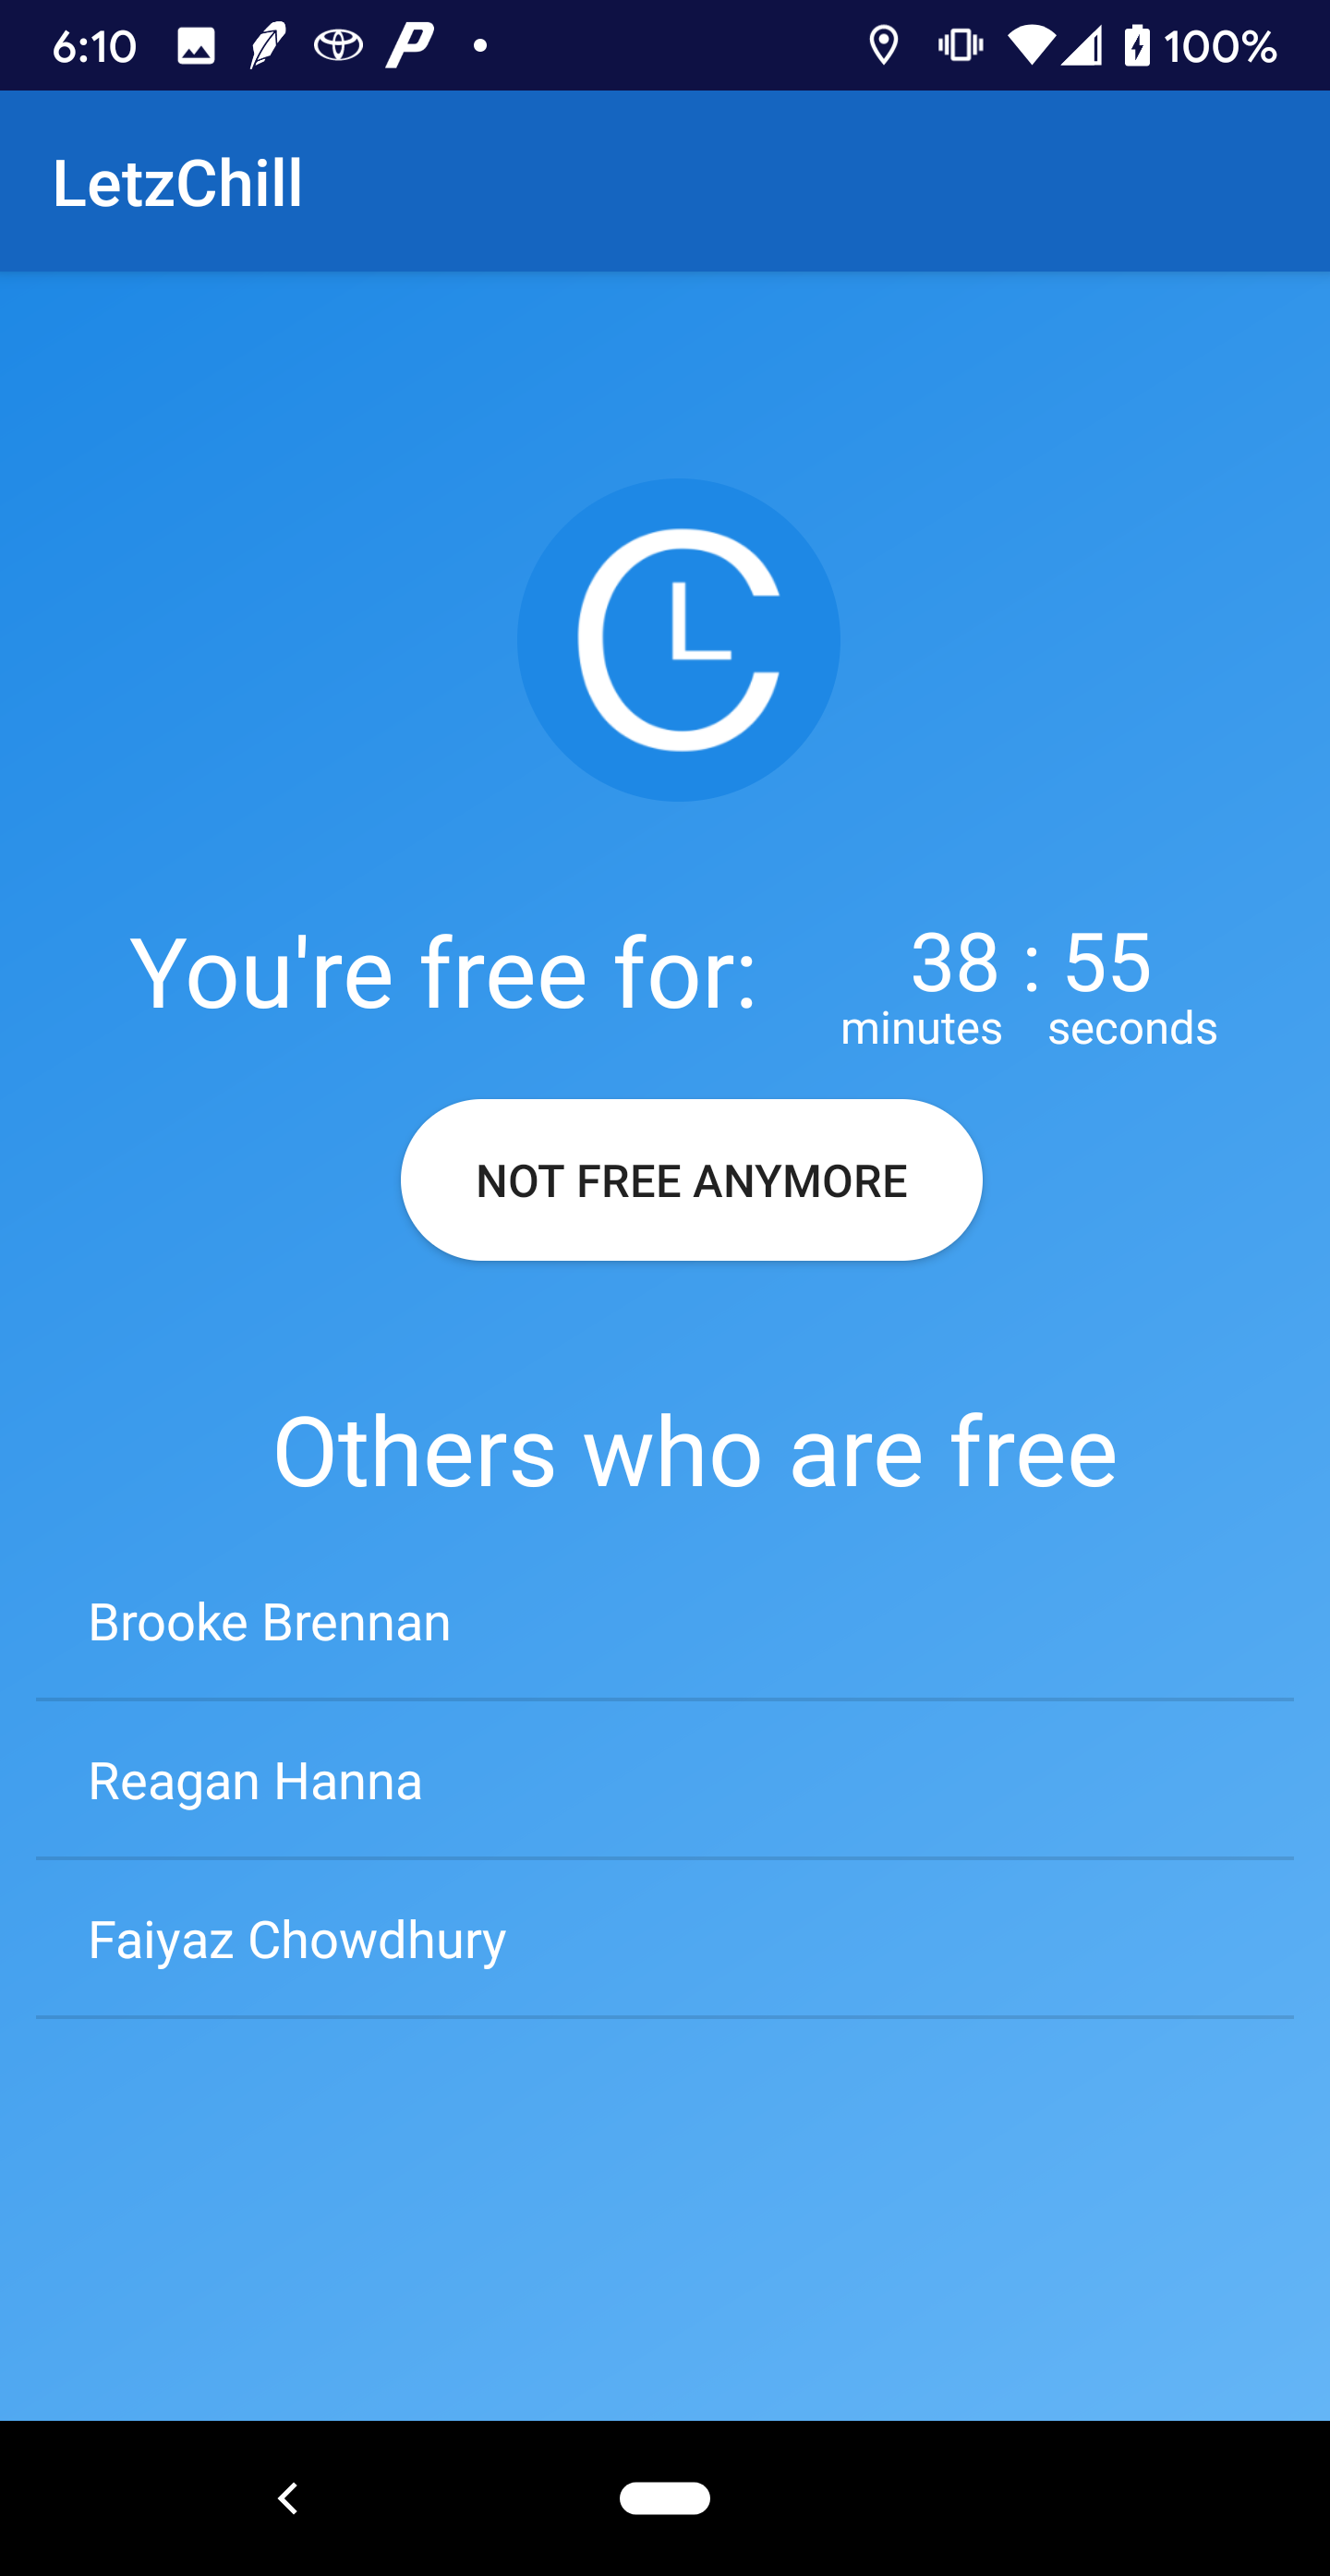 6:10 100%
LetzChill
You're free for: 38 : 55
minutes seconds
NOT FREE ANYMORE
Others who are free
Brooke Brennan
Reagan Hanna
Faiyaz Chowdhury